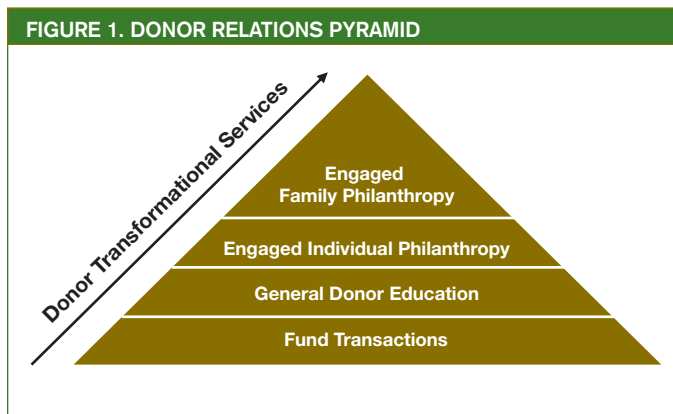 FIGURE 1. DONOR RELATIONS PYRAMID
Donor Transformational Services
Engaged
Family Philanthropy
Engaged Individual Philanthropy
General Donor Education
Fund Transactions